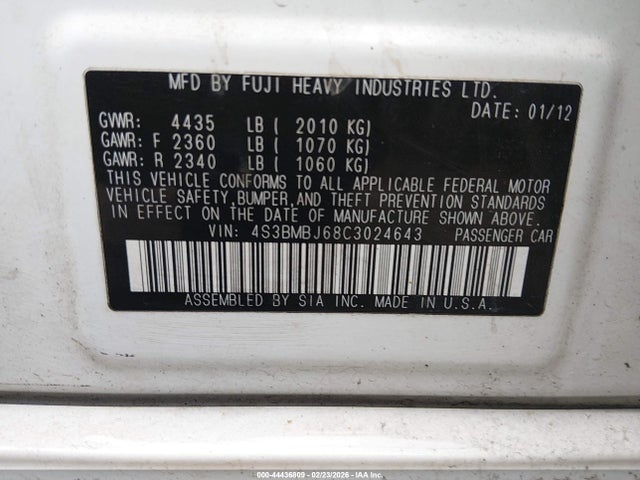 MFD BY FUJI HEAVY INDUSTRIES LTD.
DATE: 01/12
GVWR: 4435 LB ( 2010 KG)
GAWR: F 2360 LB ( 1070 KG)
GAWR: R 2340 LB ( 1060 KG)
THIS VEHICLE CONFORMS TO ALL APPLICABLE FEDERAL MOTOR
VEHICLE SAFETY, BUMPER, AND THEFT PREVENTION STANDARDS
IN EFFECT ON THE DATE OF MANUFACTURE SHOWN ABOVE.
VIN: 4S3BMBJ68C3024643 PASSENGER CAR
ASSEMBLED BY SIA INC. MADE IN U.S.A.
000-44436809 - 02/23/2026 - IAA Corp.